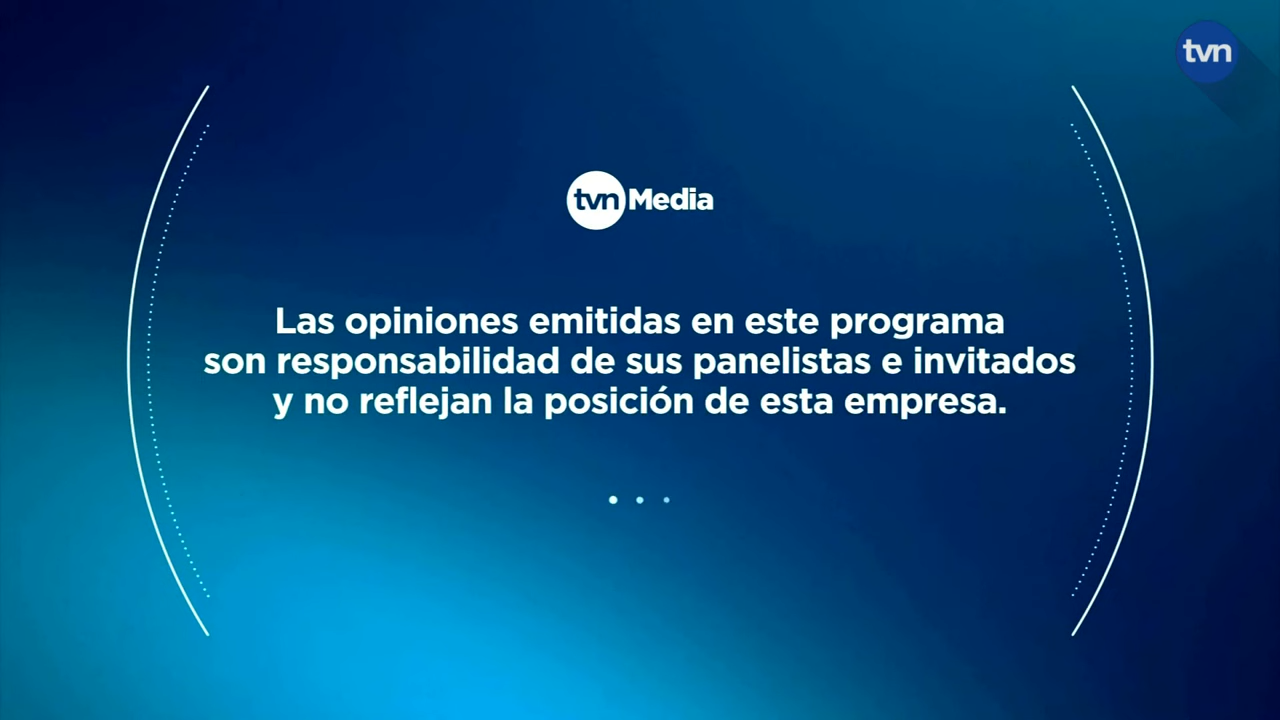 tvn
tvn Media
Las opiniones emitidas en este programa
son responsabilidad de sus panelistas e invitados
y no reflejan la posición de esta empresa.